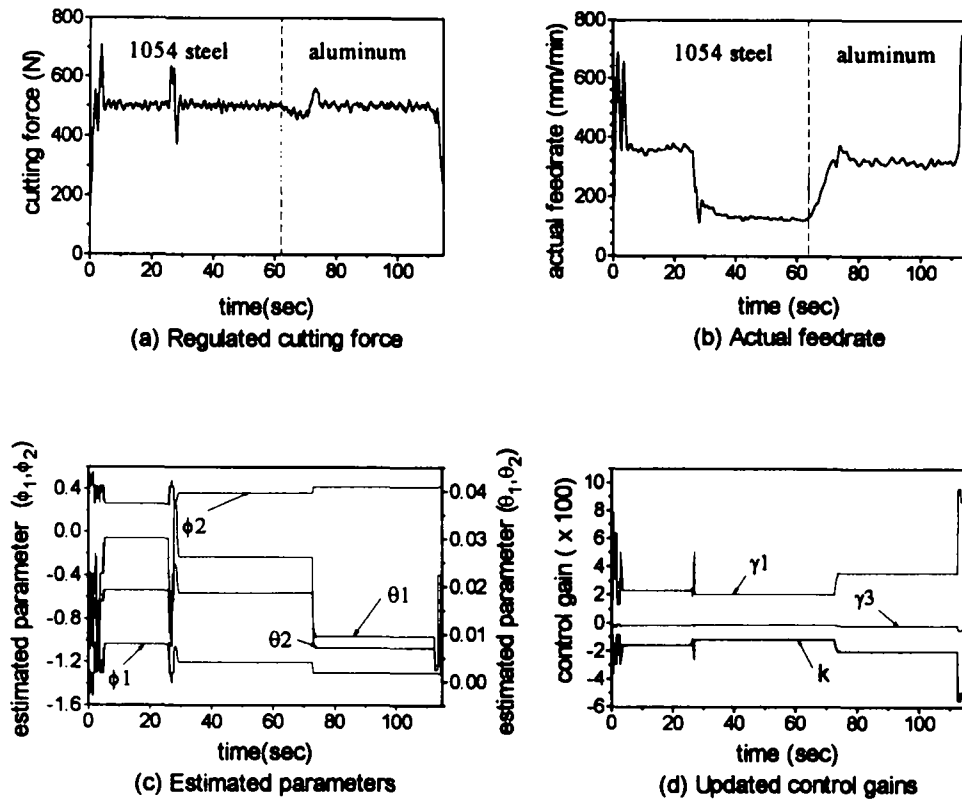 1054 steel
aluminum
cutting force (N)
800
600
400
200
0
0 20 40 60 80 100
time(sec)
(a) Regulated cutting force
1054 steel
aluminum
actual feedrate (mm/min)
800
600
400
200
0
0 20 40 60 80 100
time (sec)
(b) Actual feedrate
estimated parameter (ϕ1,ϕ2)
0.4
0.0
-0.4
-0.8
-1.2
-1.6
ϕ2
θ1
θ2
ϕ1
0.04
0.03
0.02
0.01
0.00
estimated parameter (θ1,θ2)
0 20 40 60 80 100
time(sec)
(c) Estimated parameters
control gain ( x 100)
10
8
6
4
2
0
-2
-4
-6
γ1
γ3
k
0 20 40 60 80 100
time (sec)
(d) Updated control gains